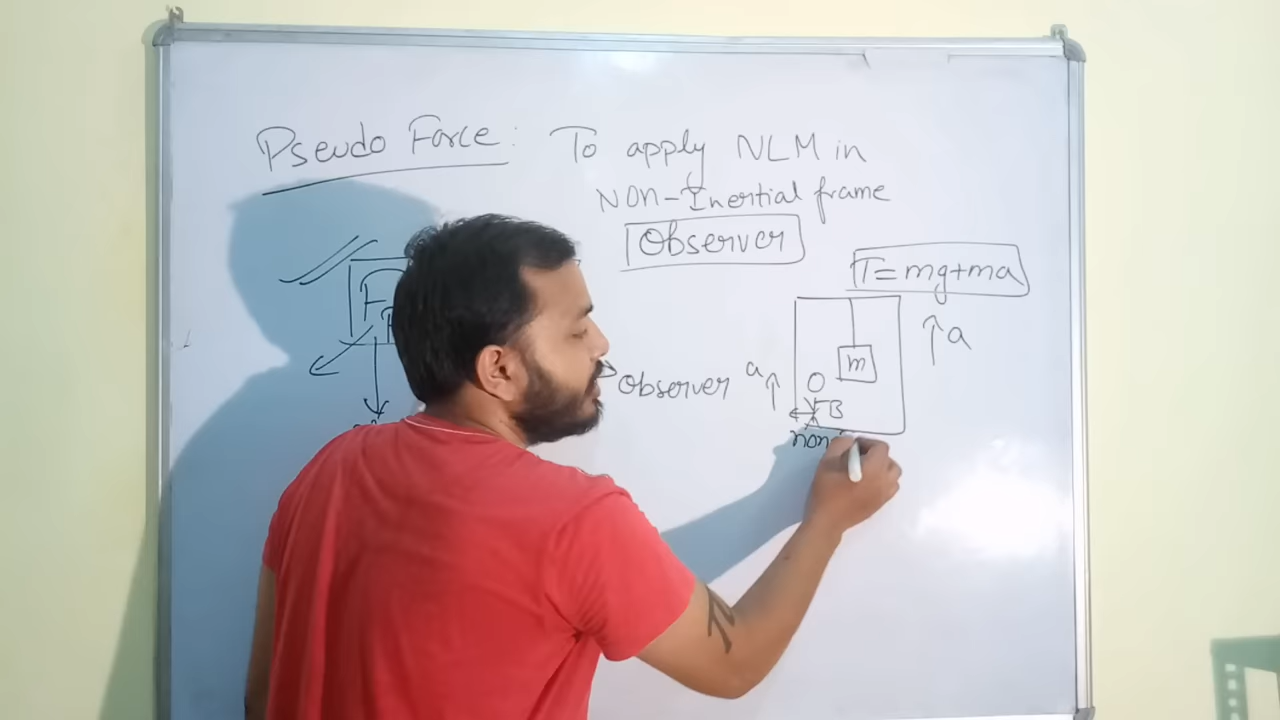 Pseudo Force: To apply NLM in
NON-Inertial frame
Observer
T=mg+ma
a
m
Observer
a
B
F
non